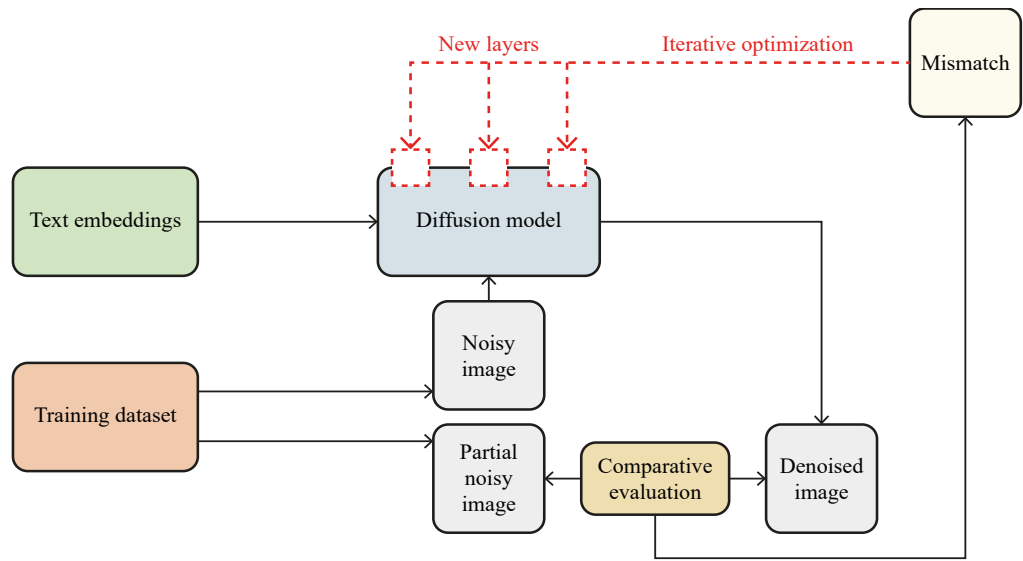 New layers
Iterative optimization
Mismatch
Text embeddings
Diffusion model
Noisy
image
Training dataset
Partial
noisy
image
Comparative
evaluation
Denoised
image